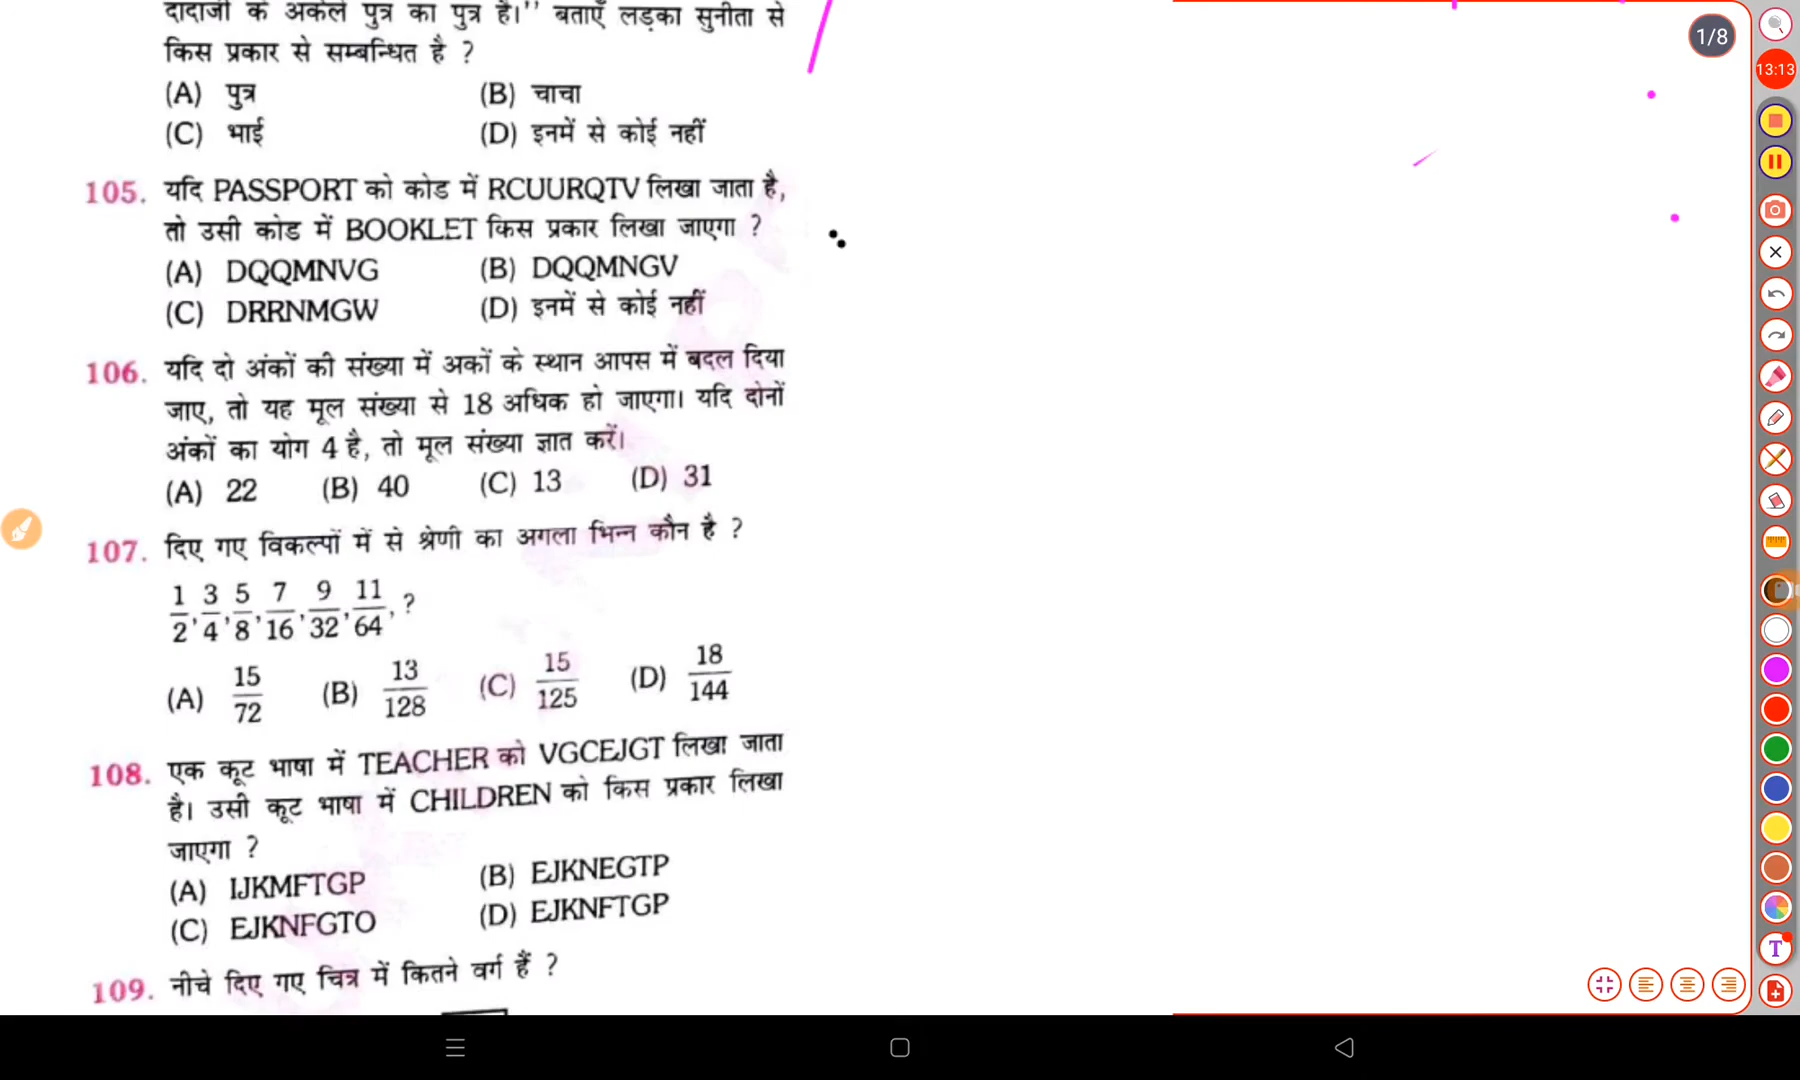 दादाजी के अकेले पुत्र का पुत्र है।'' बताएँ लड़का सुनीता से
किस प्रकार से सम्बन्धित है ?
(A) पुत्र (B) चाचा
(C) भाई (D) इनमें से कोई नहीं
105. यदि PASSPORT को कोड में RCUURQTV लिखा जाता है,
तो उसी कोड में BOOKLET किस प्रकार लिखा जाएगा ?
(A) DQQMNVG (B) DQQMNGV
(C) DRRNMGW (D) इनमें से कोई नहीं
106. यदि दो अंकों की संख्या में अकों के स्थान आपस में बदल दिया
जाए, तो यह मूल संख्या से 18 अधिक हो जाएगा। यदि दोनों
अंकों का योग 4 है, तो मूल संख्या ज्ञात करें।
(A) 22 (B) 40 (C) 13 (D) 31
107. दिए गए विकल्पों में से श्रेणी का अगला भिन्न कौन है ?
1/2, 3/4, 5/8, 7/16, 9/32, 11/64, ?
(A) 15/72 (B) 13/128 (C) 15/125 (D) 18/144
108. एक कूट भाषा में TEACHER को VGCEJGT लिखा जाता
है। उसी कूट भाषा में CHILDREN को किस प्रकार लिखा
जाएगा ?
(A) IJKMFTGP (B) EJKNEGTP
(C) EJKNFGTO (D) EJKNFTGP
109. नीचे दिए गए चित्र में कितने वर्ग हैं ?
1/8
13:13
T